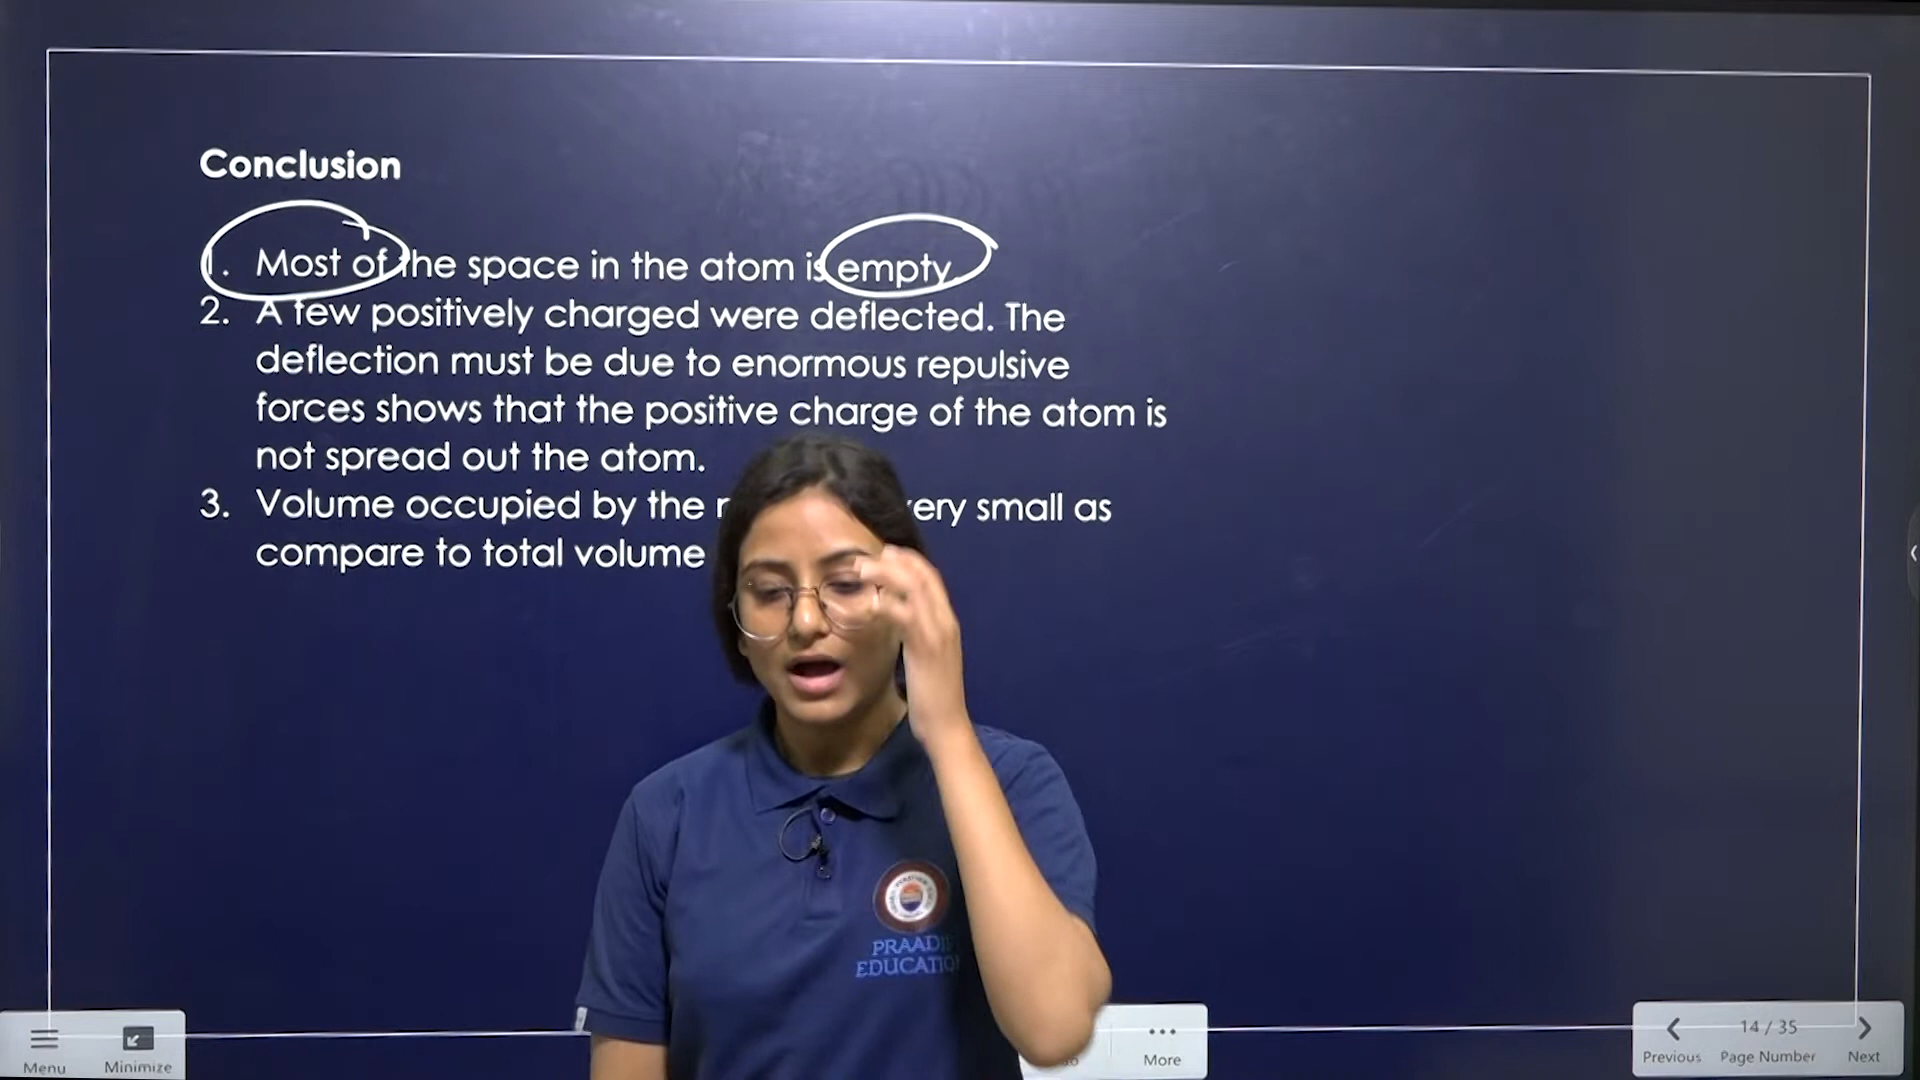 Conclusion
1. Most of the space in the atom is empty
2. A few positively charged were deflected. The
deflection must be due to enormous repulsive
forces shows that the positive charge of the atom is
not spread out the atom.
3. Volume occupied by the very small as
compare to total volume
PRAADI
EDUCATIO
Menu
Minimize
More
14 / 35
Previous Page Number Next